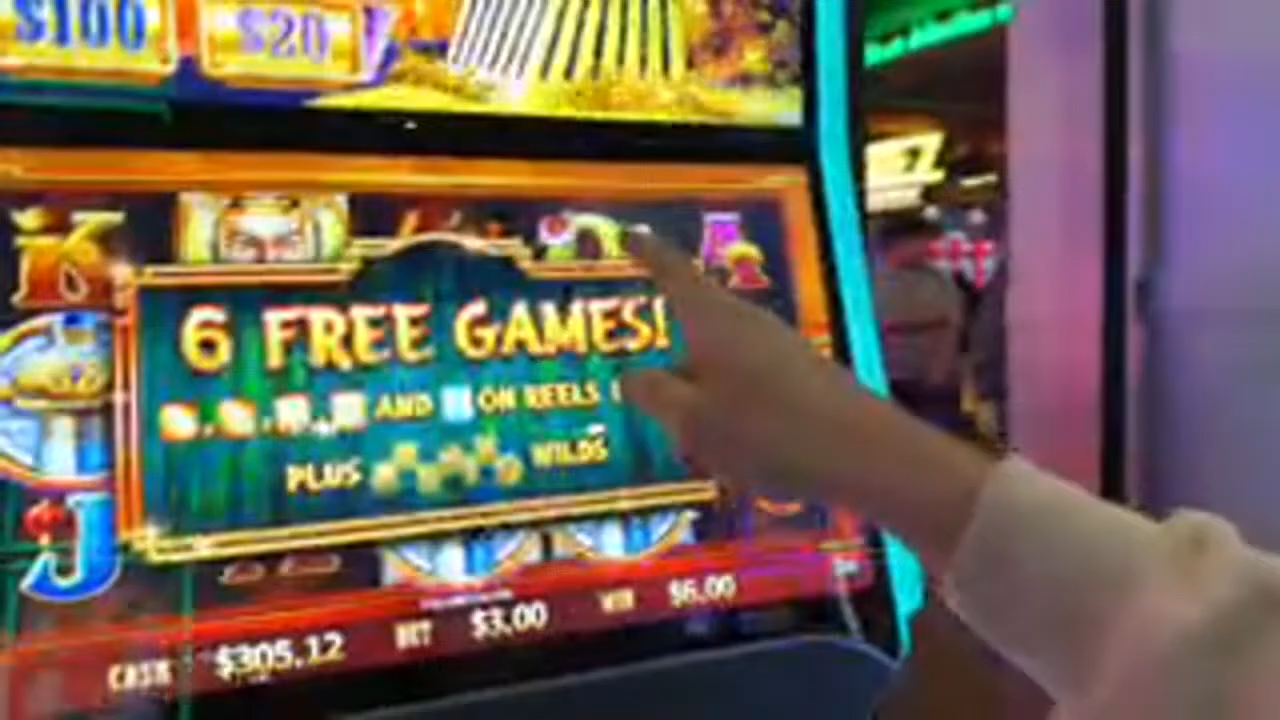 $100 $20
K
6 FREE GAMES!
AND ON REELS
PLUS WILDS
J
CASH $305.12 BET $3.00 WIN $6.00